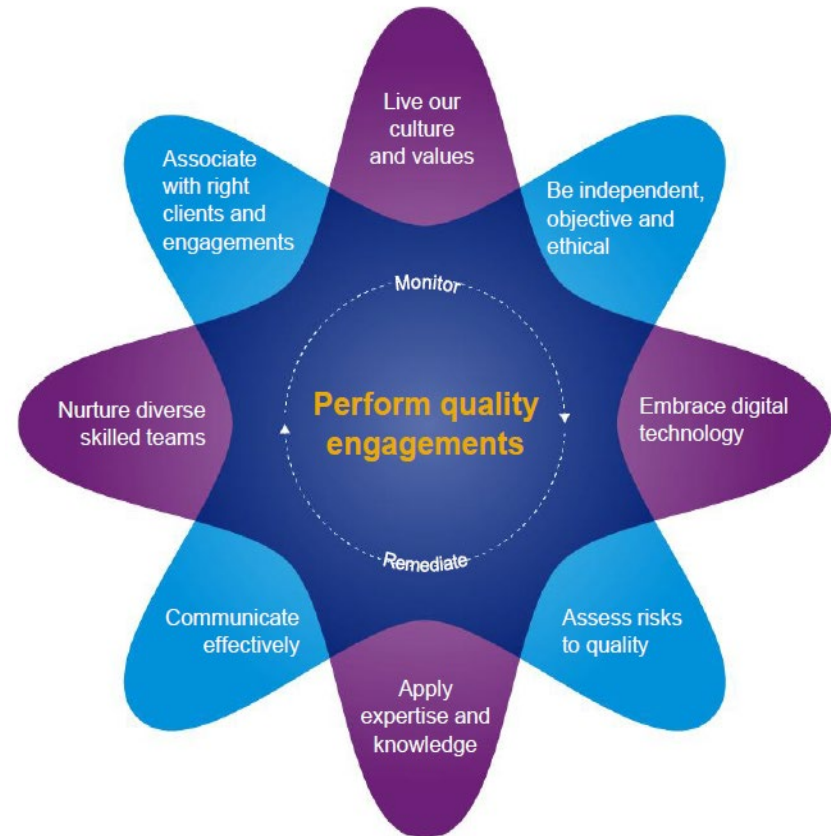 Live our
culture
and values
Associate
with right
clients and
engagements
Be independent,
objective and
ethical
Monitor
Nurture diverse
skilled teams
Perform quality
engagements
Embrace digital
technology
Remediate
Communicate
effectively
Assess risks
to quality
Apply
expertise and
knowledge